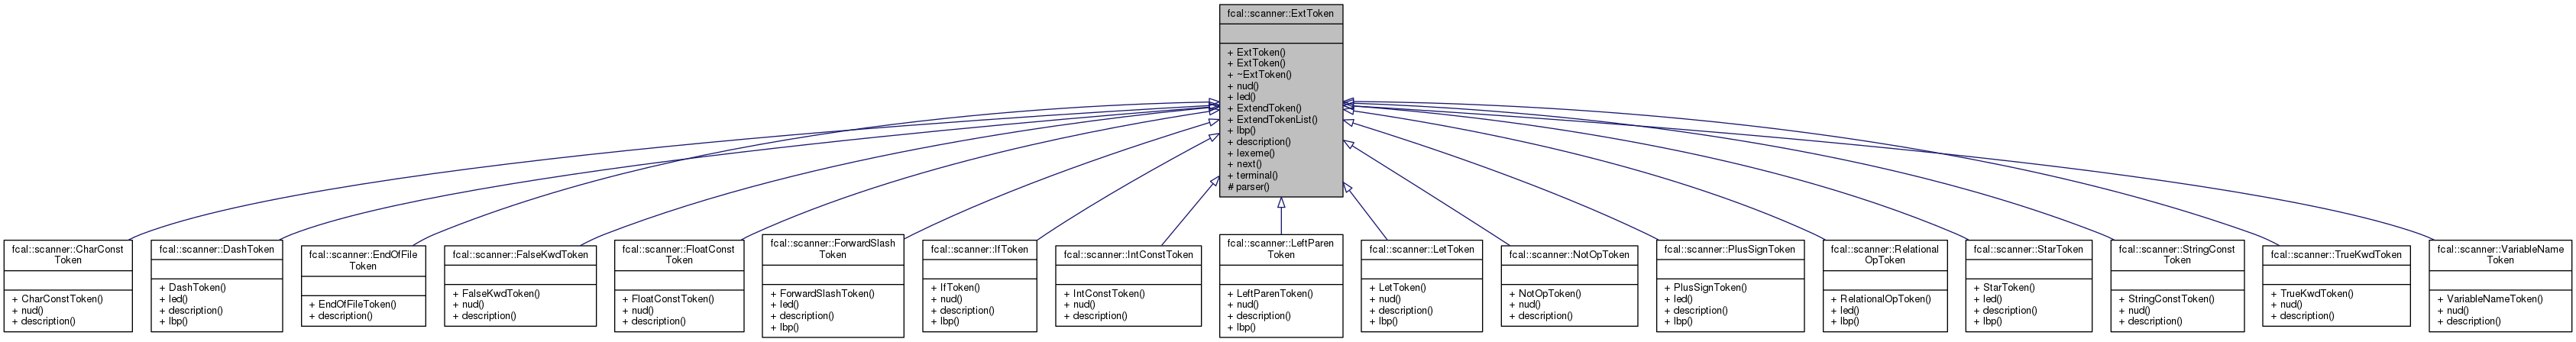 fcal::scanner::ExtToken
+ ExtToken()
+ ExtToken()
+ ~ExtToken()
+ nud()
+ led()
+ ExtendToken()
+ ExtendTokenList()
+ lbp()
+ description()
+ lexeme()
+ next()
+ terminal()
# parser()
fcal::scanner::CharConst
Token
+ CharConstToken()
+ nud()
+ description()
fcal::scanner::DashToken
+ DashToken()
+ led()
+ description()
+ lbp()
fcal::scanner::EndOfFile
Token
+ EndOfFileToken()
+ description()
fcal::scanner::FalseKwdToken
+ FalseKwdToken()
+ nud()
+ description()
fcal::scanner::FloatConst
Token
+ FloatConstToken()
+ nud()
+ description()
fcal::scanner::ForwardSlash
Token
+ ForwardSlashToken()
+ led()
+ description()
+ lbp()
fcal::scanner::IfToken
+ IfToken()
+ nud()
+ description()
+ lbp()
fcal::scanner::IntConstToken
+ IntConstToken()
+ nud()
+ description()
fcal::scanner::LeftParen
Token
+ LeftParenToken()
+ nud()
+ description()
+ lbp()
fcal::scanner::LetToken
+ LetToken()
+ nud()
+ description()
+ lbp()
fcal::scanner::NotOpToken
+ NotOpToken()
+ nud()
+ description()
fcal::scanner::PlusSignToken
+ PlusSignToken()
+ led()
+ description()
+ lbp()
fcal::scanner::Relational
OpToken
+ RelationalOpToken()
+ led()
+ lbp()
fcal::scanner::StarToken
+ StarToken()
+ led()
+ description()
+ lbp()
fcal::scanner::StringConst
Token
+ StringConstToken()
+ nud()
+ description()
fcal::scanner::TrueKwdToken
+ TrueKwdToken()
+ nud()
+ description()
fcal::scanner::VariableName
Token
+ VariableNameToken()
+ nud()
+ description()